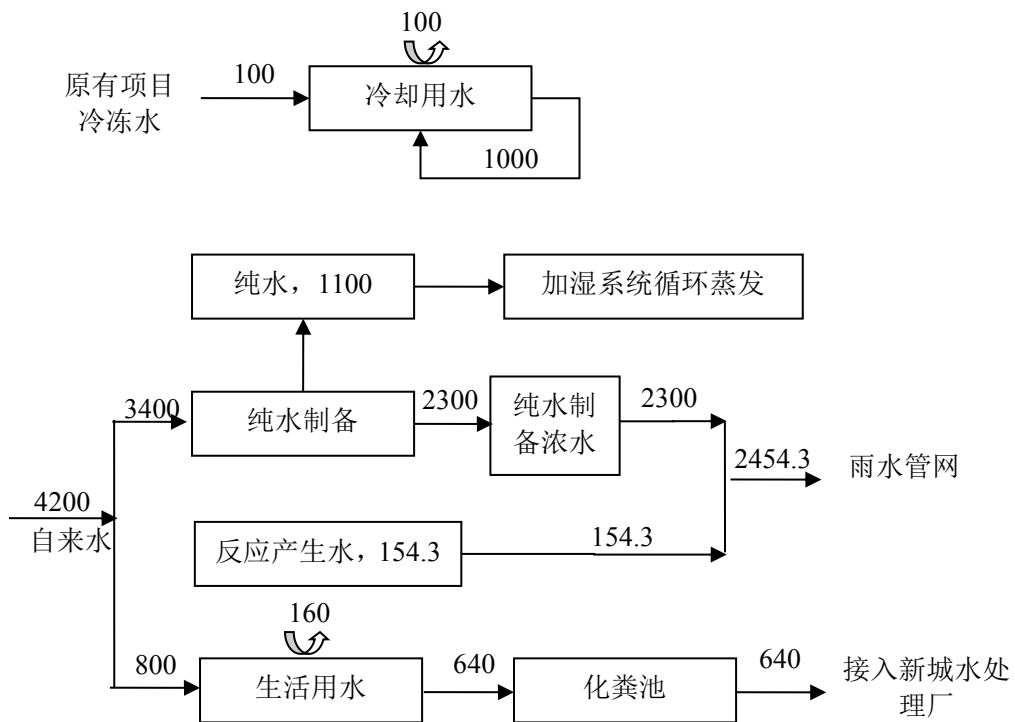 100
原有项目
冷冻水
100
冷却用水
1000
纯水，1100
加湿系统循环蒸发
3400
纯水制备
2300
纯水制
备浓水
2300
2454.3
雨水管网
4200
自来水
反应产生水，154.3
154.3
160
800
生活用水
640
化粪池
640
接入新城水处
理厂